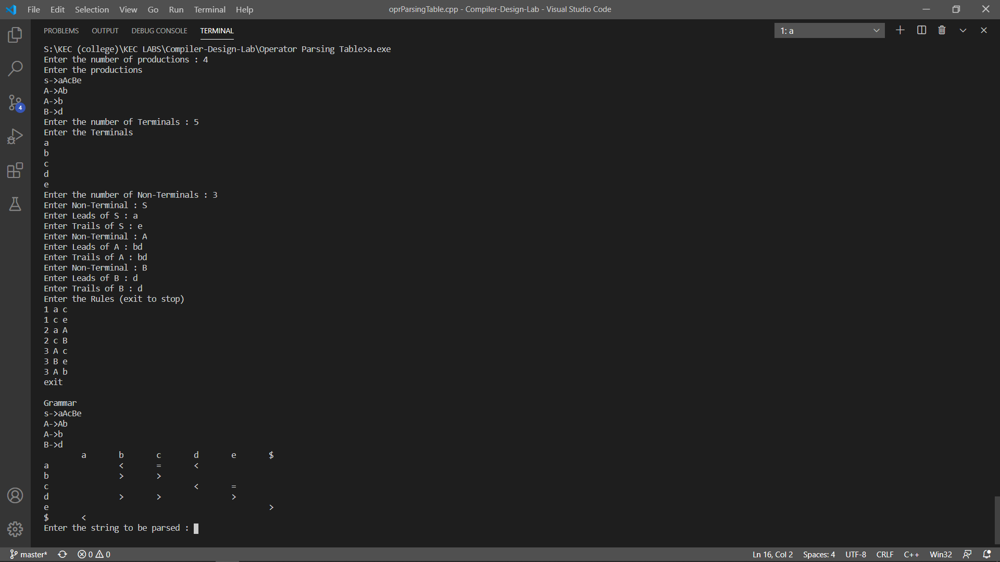 File Edit Selection View Go Run Terminal Help oprParsingTable.cpp - Compiler-Design-Lab - Visual Studio Code
PROBLEMS OUTPUT DEBUG CONSOLE TERMINAL 1: a
S:\KEC (college)\KEC LABS\Compiler-Design-Lab\Operator Parsing Table>a.exe
Enter the number of productions : 4
Enter the productions
s->aAcBe
A->Ab
A->b
B->d
Enter the number of Terminals : 5
Enter the Terminals
a
b
c
d
e
Enter the number of Non-Terminals : 3
Enter Non-Terminal : S
Enter Leads of S : a
Enter Trails of S : e
Enter Non-Terminal : A
Enter Leads of A : bd
Enter Trails of A : bd
Enter Non-Terminal : B
Enter Leads of B : d
Enter Trails of B : d
Enter the Rules (exit to stop)
1 a c
1 c e
2 a A
2 c B
3 A c
3 B e
3 A b
exit
Grammar
s->aAcBe
A->Ab
A->b
B->d
a b c d e $
a < = <
b > >
c < =
d > > >
e >
$ <
Enter the string to be parsed :
4
master* 0 0 Ln 16, Col 2 Spaces: 4 UTF-8 CRLF C++ Win32